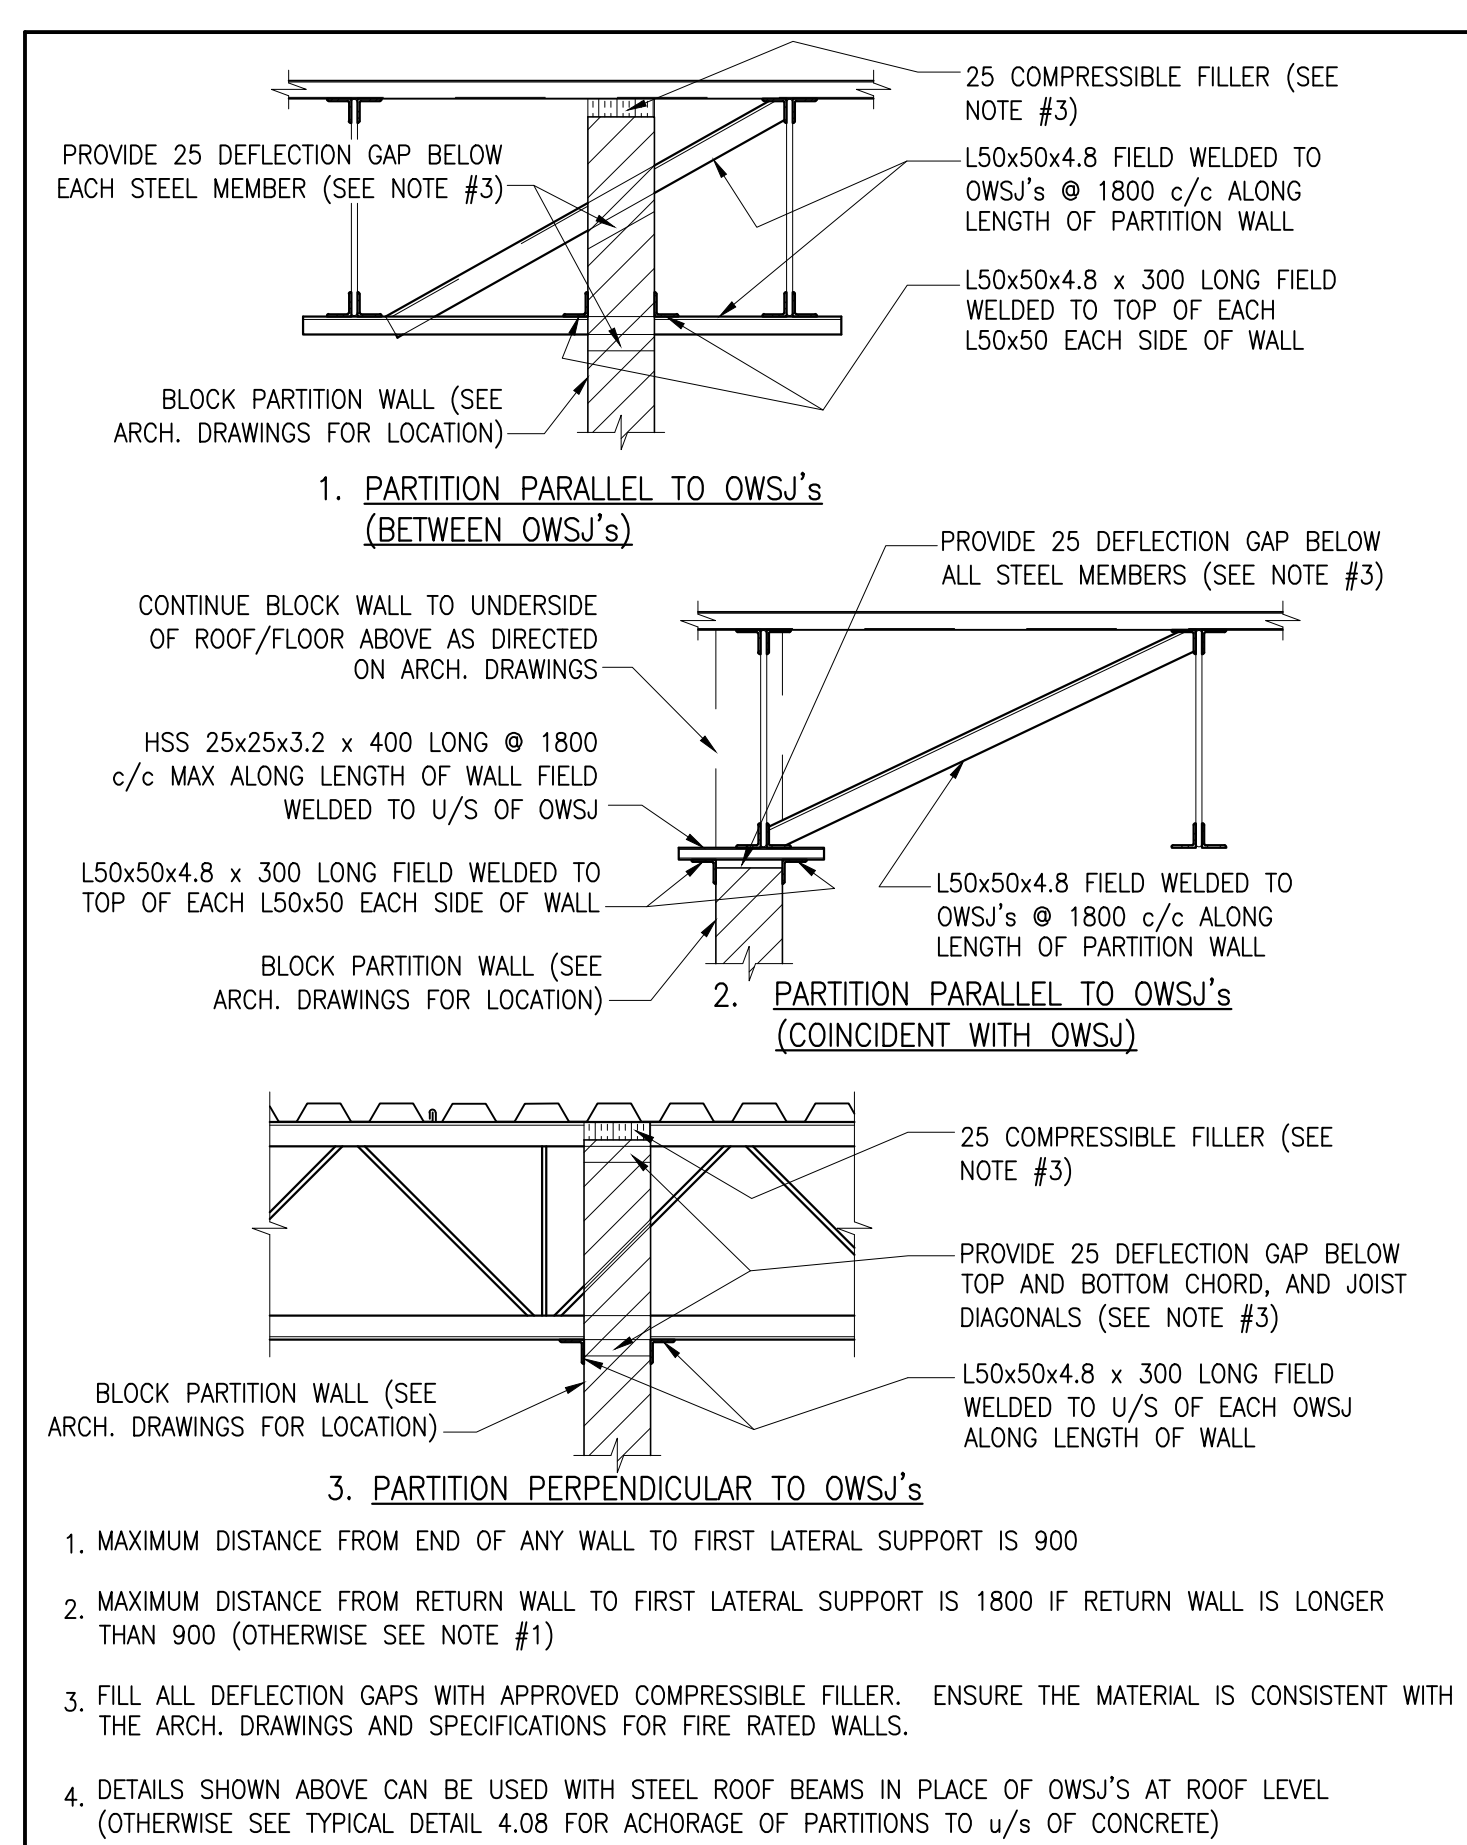 25 COMPRESSIBLE FILLER (SEE
NOTE #3)
PROVIDE 25 DEFLECTION GAP BELOW
EACH STEEL MEMBER (SEE NOTE #3)
L50x50x4.8 FIELD WELDED TO
OWSJ's @ 1800 c/c ALONG
LENGTH OF PARTITION WALL
L50x50x4.8 x 300 LONG FIELD
WELDED TO TOP OF EACH
L50x50 EACH SIDE OF WALL
BLOCK PARTITION WALL (SEE
ARCH. DRAWINGS FOR LOCATION)
1. PARTITION PARALLEL TO OWSJ's
(BETWEEN OWSJ's)
PROVIDE 25 DEFLECTION GAP BELOW
ALL STEEL MEMBERS (SEE NOTE #3)
CONTINUE BLOCK WALL TO UNDERSIDE
OF ROOF/FLOOR ABOVE AS DIRECTED
ON ARCH. DRAWINGS
HSS 25x25x3.2 x 400 LONG @ 1800
c/c MAX ALONG LENGTH OF WALL FIELD
WELDED TO U/S OF OWSJ
L50x50x4.8 x 300 LONG FIELD WELDED TO
TOP OF EACH L50x50 EACH SIDE OF WALL
L50x50x4.8 FIELD WELDED TO
OWSJ's @ 1800 c/c ALONG
LENGTH OF PARTITION WALL
BLOCK PARTITION WALL (SEE
ARCH. DRAWINGS FOR LOCATION)
2. PARTITION PARALLEL TO OWSJ's
(COINCIDENT WITH OWSJ)
25 COMPRESSIBLE FILLER (SEE
NOTE #3)
PROVIDE 25 DEFLECTION GAP BELOW
TOP AND BOTTOM CHORD, AND JOIST
DIAGONALS (SEE NOTE #3)
L50x50x4.8 x 300 LONG FIELD
WELDED TO U/S OF EACH OWSJ
ALONG LENGTH OF WALL
BLOCK PARTITION WALL (SEE
ARCH. DRAWINGS FOR LOCATION)
3. PARTITION PERPENDICULAR TO OWSJ's
1. MAXIMUM DISTANCE FROM END OF ANY WALL TO FIRST LATERAL SUPPORT IS 900
2. MAXIMUM DISTANCE FROM RETURN WALL TO FIRST LATERAL SUPPORT IS 1800 IF RETURN WALL IS LONGER
THAN 900 (OTHERWISE SEE NOTE #1)
3. FILL ALL DEFLECTION GAPS WITH APPROVED COMPRESSIBLE FILLER. ENSURE THE MATERIAL IS CONSISTENT WITH
THE ARCH. DRAWINGS AND SPECIFICATIONS FOR FIRE RATED WALLS.
4. DETAILS SHOWN ABOVE CAN BE USED WITH STEEL ROOF BEAMS IN PLACE OF OWSJ'S AT ROOF LEVEL
(OTHERWISE SEE TYPICAL DETAIL 4.08 FOR ACHORAGE OF PARTITIONS TO u/s OF CONCRETE)